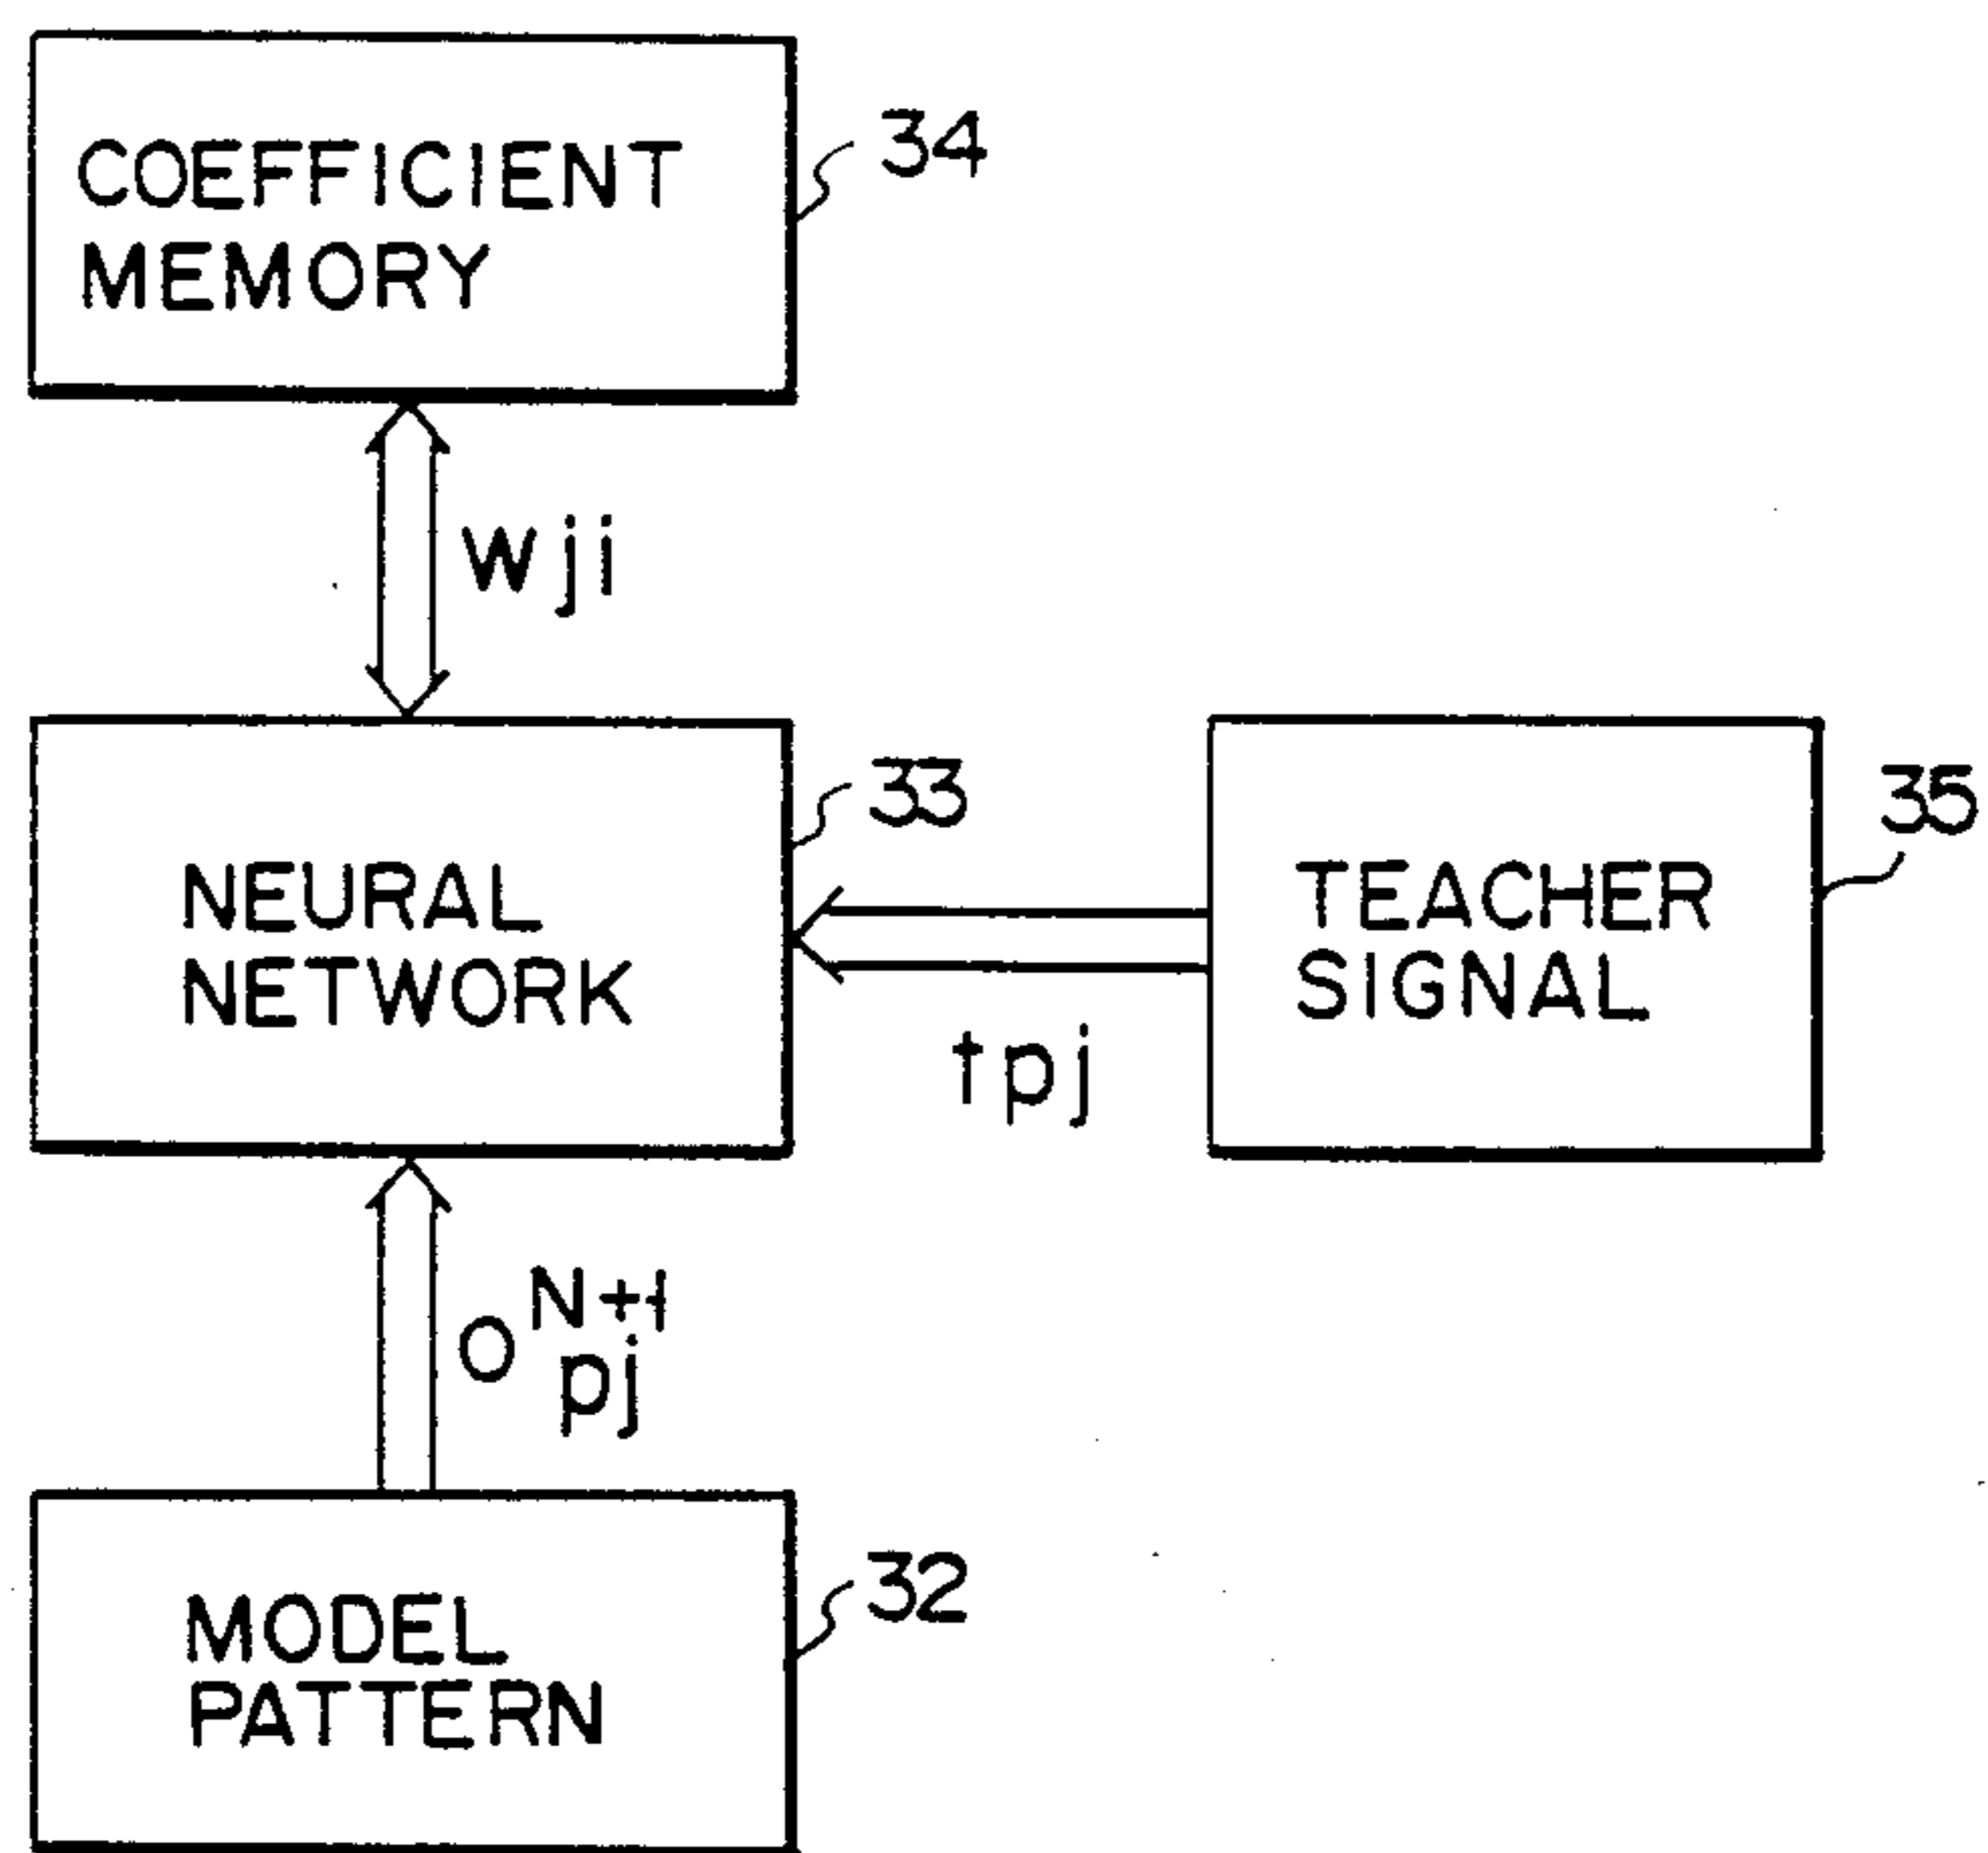 COEFFICIENT
MEMORY
34
Wji
NEURAL
NETWORK
33
TEACHER
SIGNAL
35
tpj
O N+1 pj
MODEL
PATTERN
32